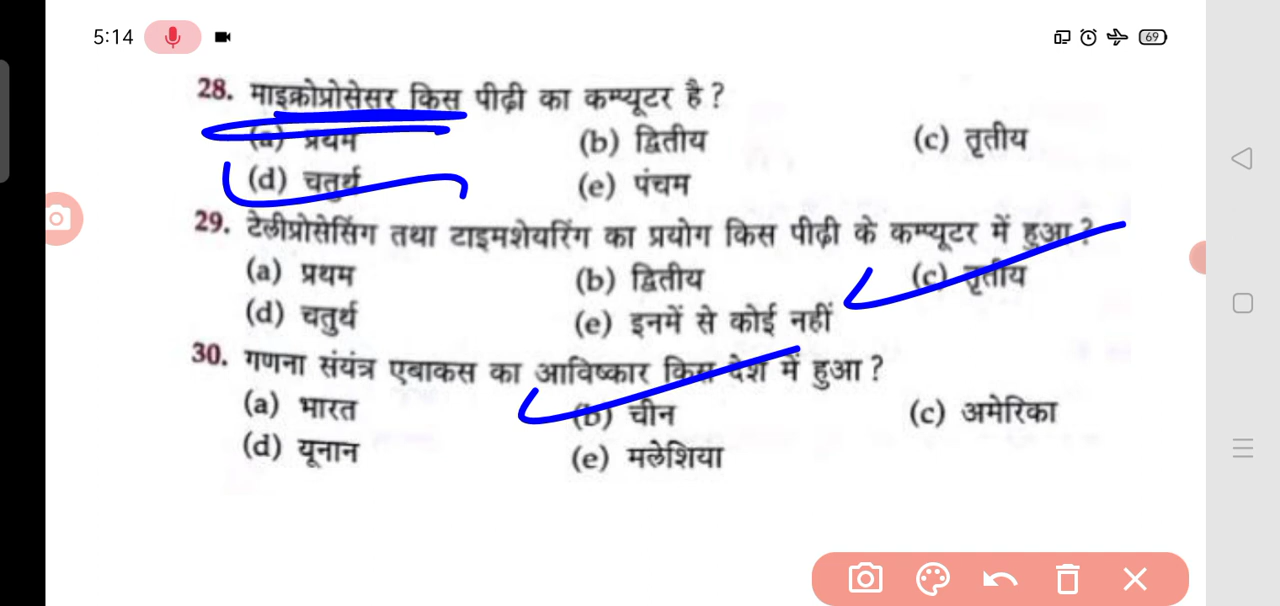 5:14 69
28. माइक्रोप्रोसेसर किस पीढ़ी का कम्प्यूटर है ?
(a) प्रथम (b) द्वितीय (c) तृतीय
(d) चतुर्थ (e) पंचम
29. टेलीप्रोसेसिंग तथा टाइमशेयरिंग का प्रयोग किस पीढ़ी के कम्प्यूटर में हुआ ?
(a) प्रथम (b) द्वितीय (c) तृतीय
(d) चतुर्थ (e) इनमें से कोई नहीं
30. गणना संयंत्र एबाकस का आविष्कार किस देश में हुआ ?
(a) भारत (b) चीन (c) अमेरिका
(d) यूनान (e) मलेशिया